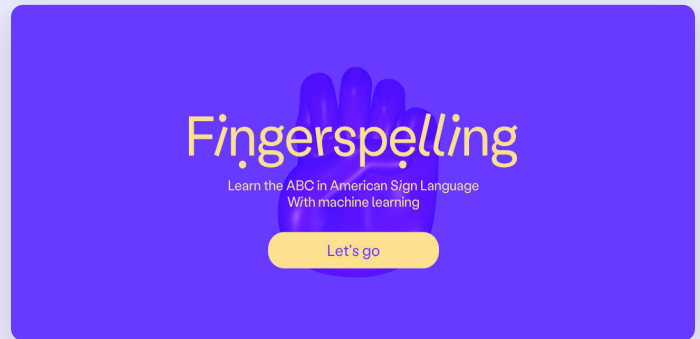 Fingerspelling
Learn the ABC in American Sign Language
With machine learning
Let's go